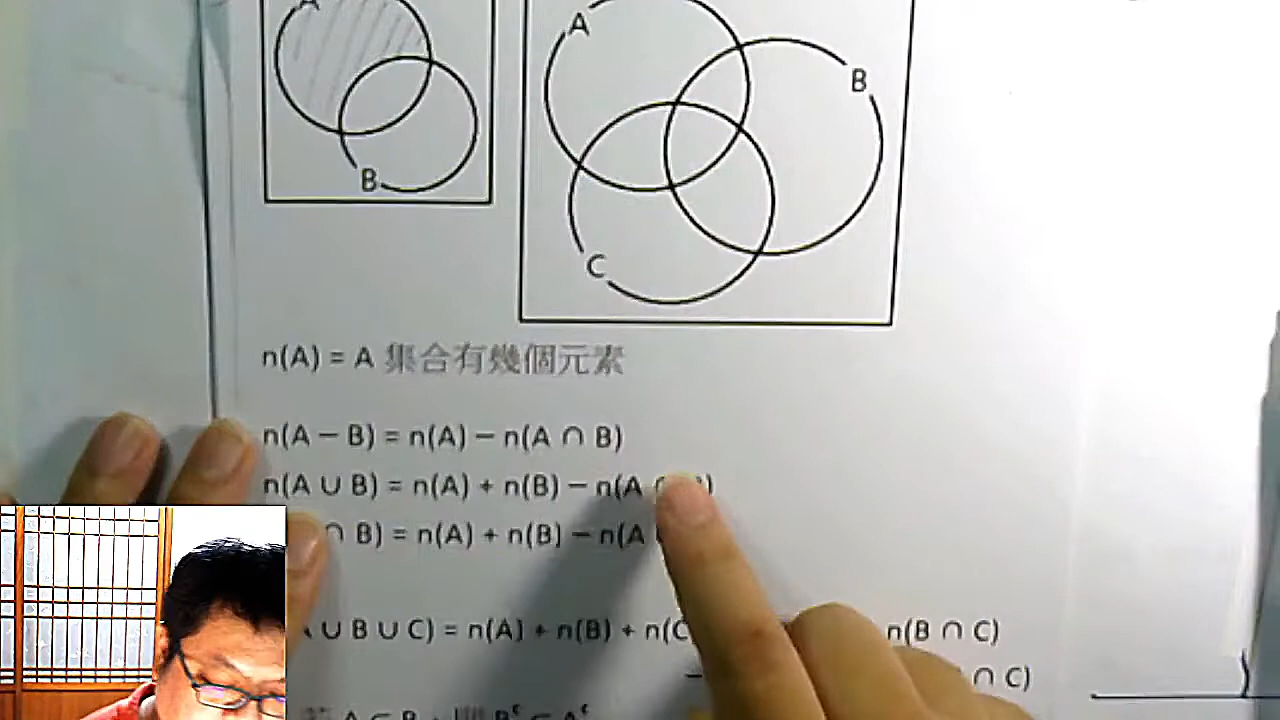 A
B
A
B
C
n(A) = A 集合有幾個元素
n(A − B) = n(A) − n(A ∩ B)
n(A ∪ B) = n(A) + n(B) − n(A ∩ B)
∩ B) = n(A) + n(B) − n(A
∪ B ∪ C) = n(A) + n(B) + n(C n(B ∩ C)
− ∩ C)
A ⊂ B